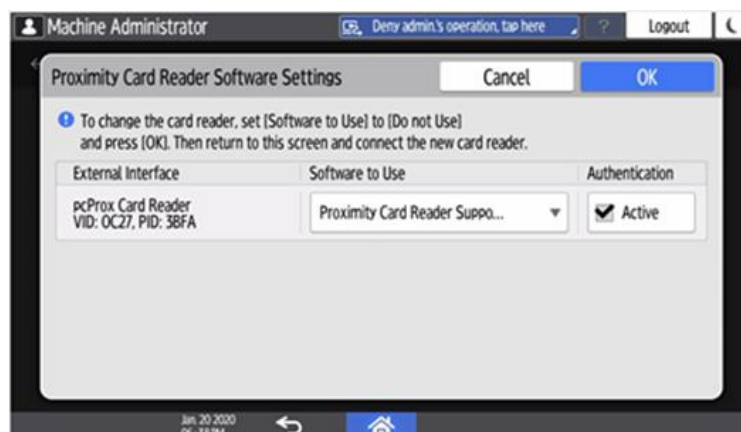 Machine Administrator
Deny admin.'s operation, tap here
?
Logout
Proximity Card Reader Software Settings
Cancel
OK
To change the card reader, set [Software to Use] to [Do not Use]
and press [OK]. Then return to this screen and connect the new card reader.
External Interface
Software to Use
Authentication
pcProx Card Reader
VID: 0C27, PID: 3BFA
Proximity Card Reader Suppo...
Active
Jan. 20 2020